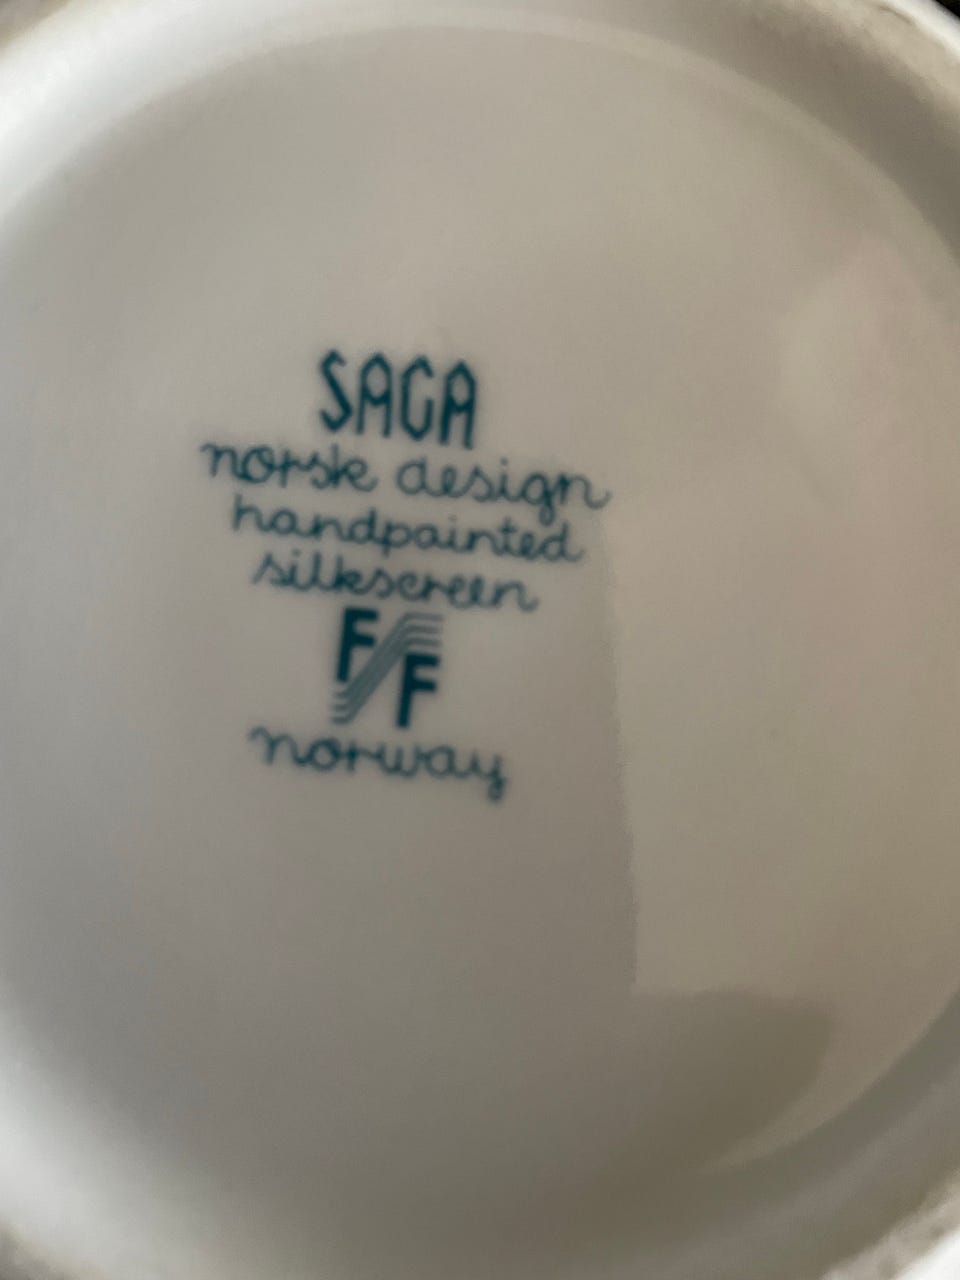 SAGA
norsk design
handpainted
silkscreen
F F
norway